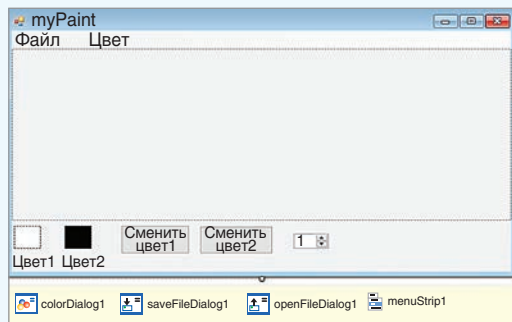 myPaint
Файл Цвет
Сменить цвет1
Сменить цвет2
1
Цвет1 Цвет2
colorDialog1 saveFileDialog1 openFileDialog1 menuStrip1